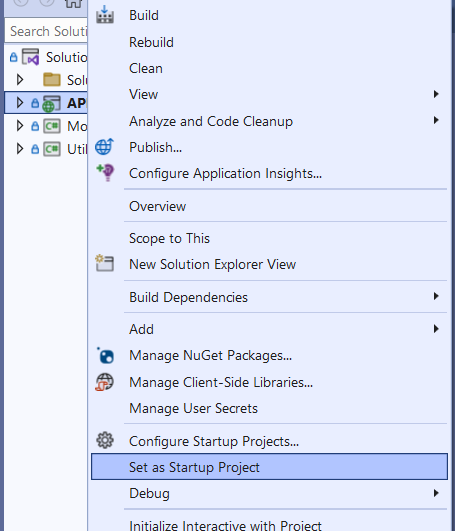 Build
Rebuild
Search Soluti
Clean
Solution
View
Solu
API
Analyze and Code Cleanup
Mo
Publish...
Util
Configure Application Insights...
Overview
Scope to This
New Solution Explorer View
Build Dependencies
Add
Manage NuGet Packages...
Manage Client-Side Libraries...
Manage User Secrets
Configure Startup Projects...
Set as Startup Project
Debug
Initialize Interactive with Project